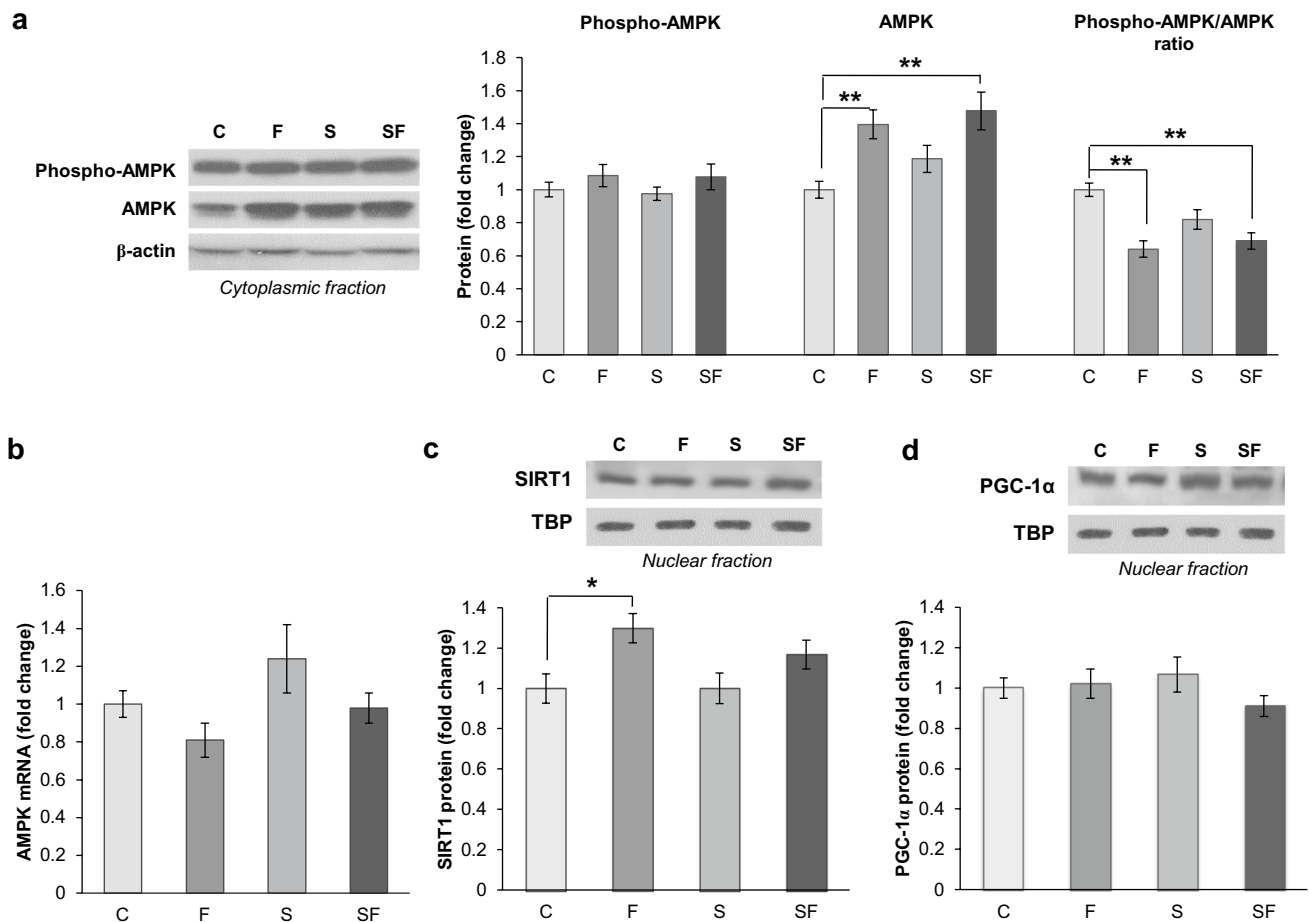 a
C F S SF
Phospho-AMPK
AMPK
β-actin
Cytoplasmic fraction
Phospho-AMPK AMPK Phospho-AMPK/AMPK
ratio
Protein (fold change)
1.8
1.6
1.4
1.2
1
0.8
0.6
0.4
0.2
0
** **
** **
C F S SF C F S SF C F S SF
b
AMPK mRNA (fold change)
1.6
1.4
1.2
1
0.8
0.6
0.4
0.2
0
C F S SF
c
C F S SF
SIRT1
TBP
Nuclear fraction
SIRT1 protein (fold change)
1.4
1.2
1
0.8
0.6
0.4
0.2
0
*
C F S SF
d
C F S SF
PGC-1α
TBP
Nuclear fraction
PGC-1α protein (fold change)
1.4
1.2
1
0.8
0.6
0.4
0.2
0
C F S SF